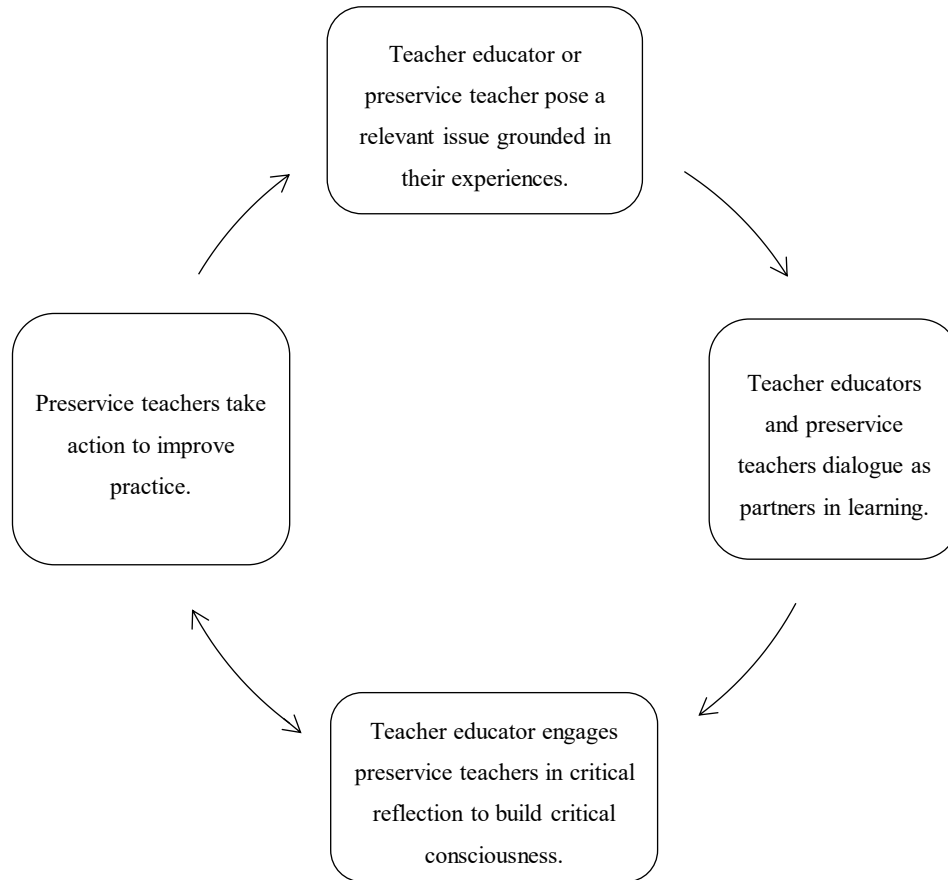 Teacher educator or
preservice teacher pose a
relevant issue grounded in
their experiences.
Teacher educators
and preservice
teachers dialogue as
partners in learning.
Teacher educator engages
preservice teachers in critical
reflection to build critical
consciousness.
Preservice teachers take
action to improve
practice.